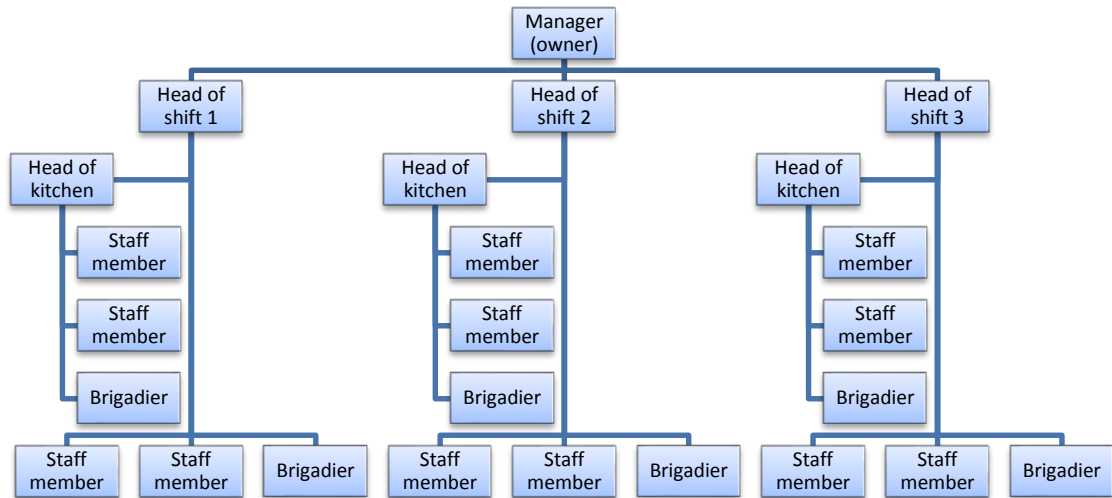 Manager
(owner)
Head of
shift 1
Head of
shift 2
Head of
shift 3
Head of
kitchen
Head of
kitchen
Head of
kitchen
Staff
member
Staff
member
Staff
member
Staff
member
Staff
member
Staff
member
Brigadier
Brigadier
Brigadier
Staff
member
Staff
member
Brigadier
Staff
member
Staff
member
Brigadier
Staff
member
Staff
member
Brigadier